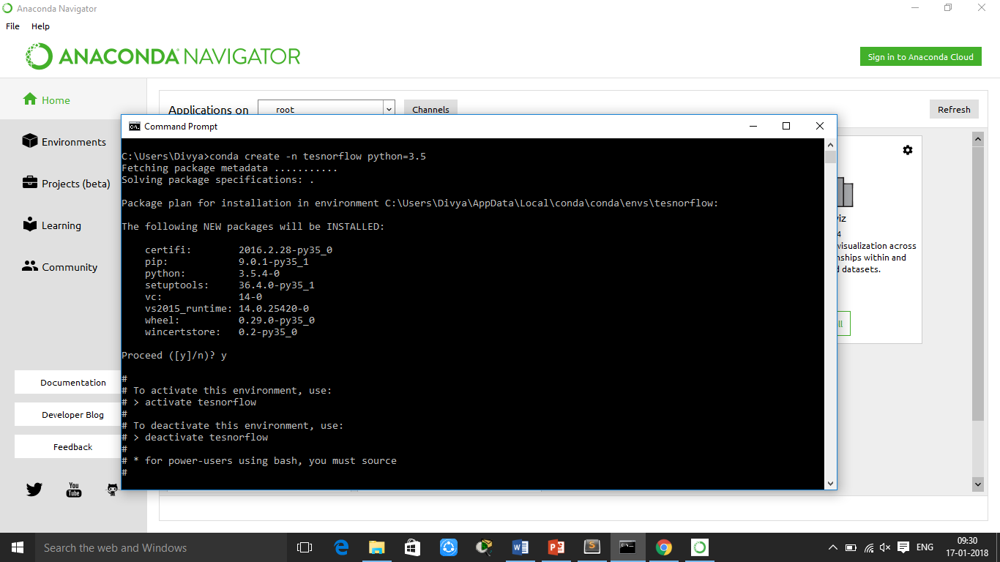 Anaconda Navigator
File Help
ANACONDA NAVIGATOR
Sign in to Anaconda Cloud
Home
Environments
Projects (beta)
Learning
Community
Documentation
Developer Blog
Feedback
You
Tube
Applications on root Channels Refresh
Command Prompt
C:\Users\Divya>conda create -n tesnorflow python=3.5
Fetching package metadata ...........
Solving package specifications: .
Package plan for installation in environment C:\Users\Divya\AppData\Local\conda\conda\envs\tesnorflow:
The following NEW packages will be INSTALLED:
certifi: 2016.2.28-py35_0
pip: 9.0.1-py35_1
python: 3.5.4-0
setuptools: 36.4.0-py35_1
vc: 14-0
vs2015_runtime: 14.0.25420-0
wheel: 0.29.0-py35_0
wincertstore: 0.2-py35_0
Proceed ([y]/n)? y
#
# To activate this environment, use:
# > activate tesnorflow
#
# To deactivate this environment, use:
# > deactivate tesnorflow
#
# * for power-users using bash, you must source
#
iz
4
visualization across
nships within and
d datasets.
ll
Search the web and Windows
ENG
09:30
17-01-2018